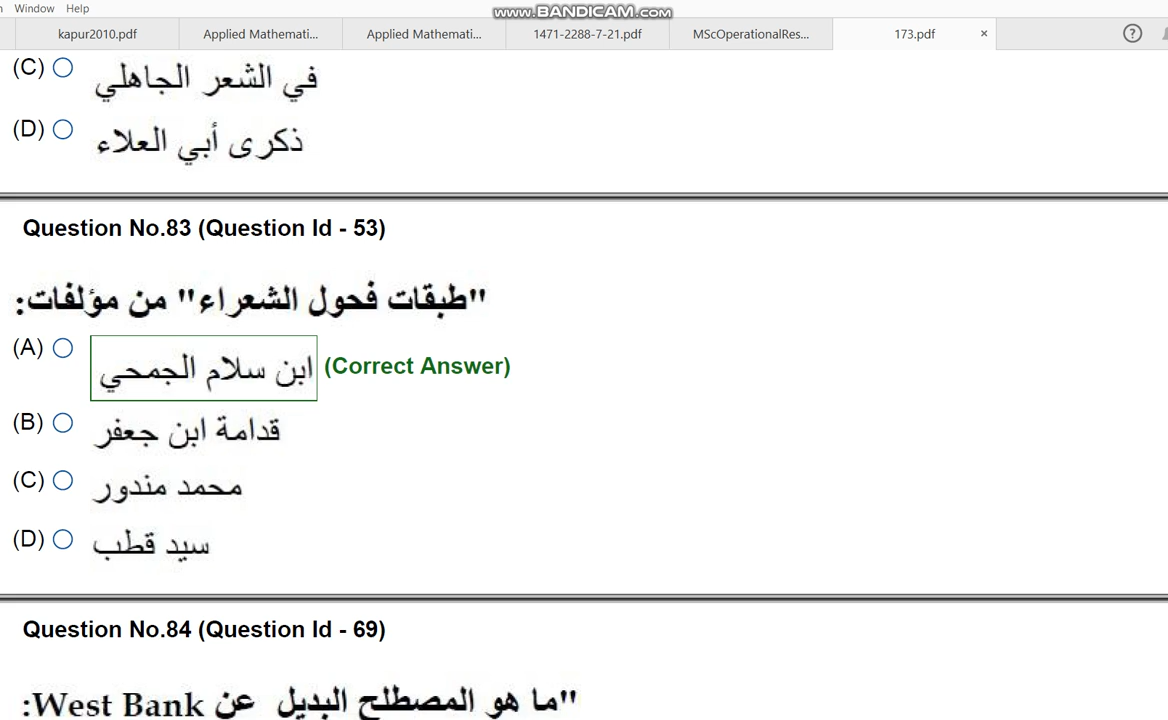 Window Help
www.BANDICAM.com
kapur2010.pdf Applied Mathemati... Applied Mathemati... 1471-2288-7-21.pdf MScOperationalRes... 173.pdf × ?
(C) في الشعر الجاهلي
(D) ذكرى أبي العلاء
Question No.83 (Question Id - 53)
"طبقات فحول الشعراء" من مؤلفات:
(A) ابن سلام الجمحي (Correct Answer)
(B) قدامة ابن جعفر
(C) محمد مندور
(D) سيد قطب
Question No.84 (Question Id - 69)
"ما هو المصطلح البديل عن West Bank: